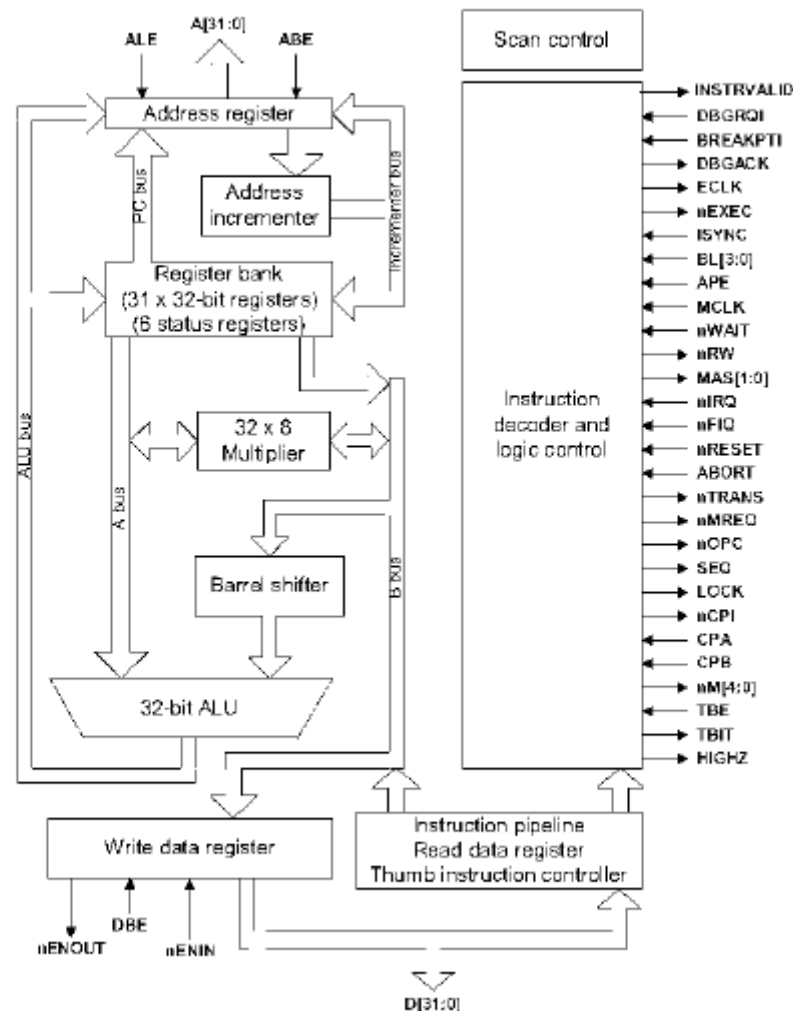 A[31:0]
ALE
ABE
Scan control
Address register
PC bus
Address
incrementer
Incrementer bus
Register bank
(31 x 32-bit registers)
(6 status registers)
ALU bus
A bus
32 x 8
Multiplier
B bus
Barrel shifter
32-bit ALU
Write data register
nENOUT
DBE
nENIN
Instruction pipeline
Read data register
Thumb instruction controller
D[31:0]
Instruction
decoder and
logic control
INSTRVALID
DBGRQI
BREAKPTI
DBGACK
ECLK
nEXEC
ISYNC
BL[3:0]
APE
MCLK
nWAIT
nRW
MAS[1:0]
nIRQ
nFIQ
nRESET
ABORT
nTRANS
nMREQ
nOPC
SEQ
LOCK
nCPI
CPA
CPB
nM[4:0]
TBE
TBIT
HIGHZ